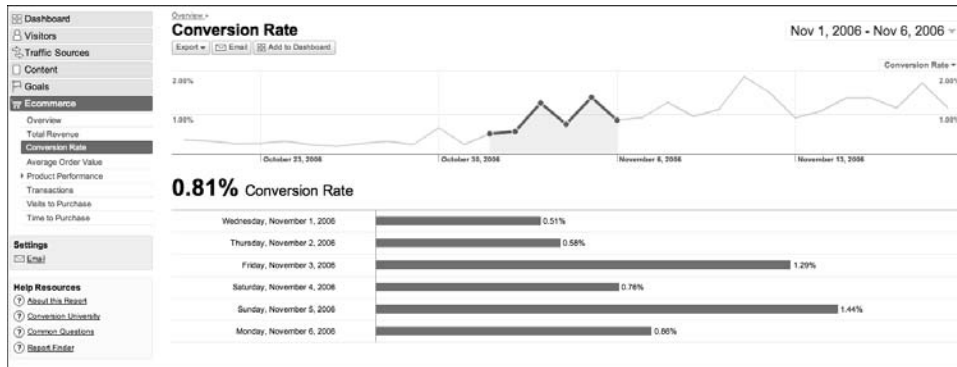 Dashboard
Visitors
Traffic Sources
Content
Goals
Ecommerce
Overview
Total Revenue
Conversion Rate
Average Order Value
Product Performance
Transactions
Visits to Purchase
Time to Purchase
Settings
Email
Help Resources
? About this Report
? Conversion University
? Common Questions
? Report Finder
Overview »
Conversion Rate
Export Email Add to Dashboard
Nov 1, 2006 - Nov 6, 2006
Conversion Rate
2.00% 2.00%
1.00% 1.00%
October 23, 2006 October 30, 2006 November 6, 2006 November 13, 2006
0.81% Conversion Rate
Wednesday, November 1, 2006 0.51%
Thursday, November 2, 2006 0.58%
Friday, November 3, 2006 1.29%
Saturday, November 4, 2006 0.76%
Sunday, November 5, 2006 1.44%
Monday, November 6, 2006 0.86%